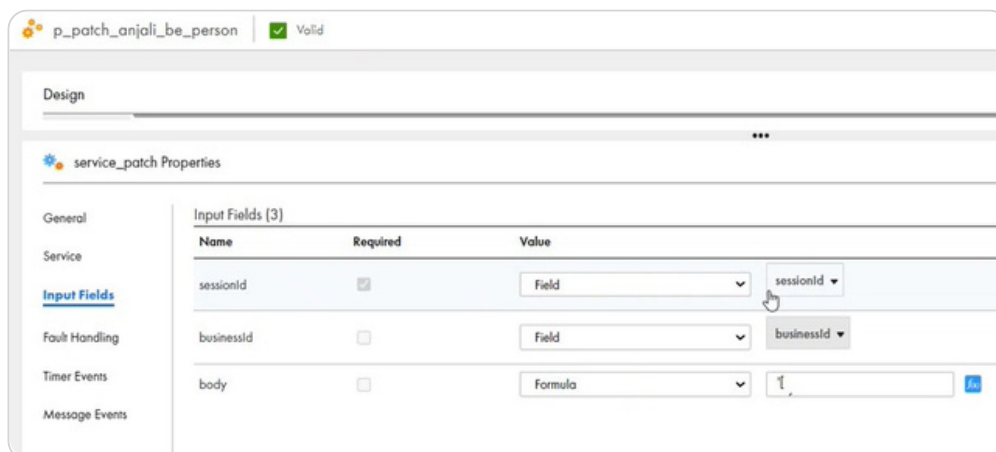 p_patch_anjali_be_person Valid
Design
service_patch Properties
General
Service
Input Fields
Fault Handling
Timer Events
Message Events
Input Fields (3)
Name Required Value
sessionId Field sessionId
businessId Field businessId
body Formula